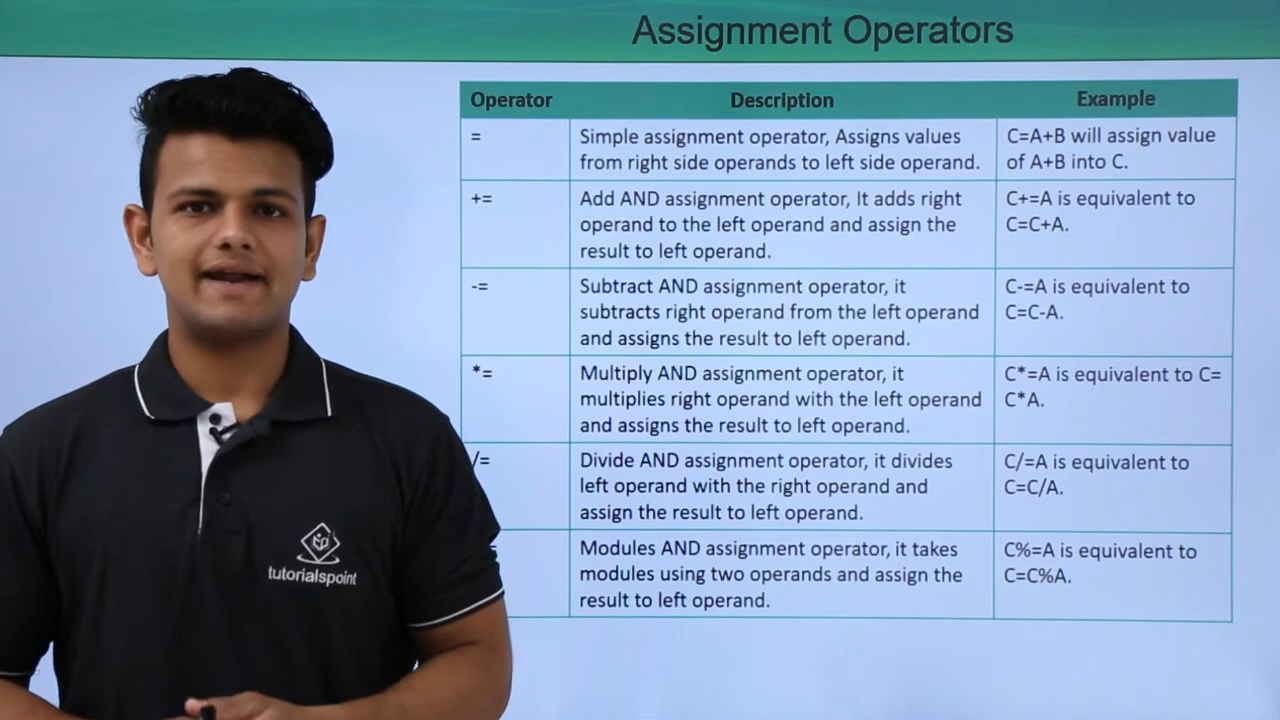 Assignment Operators
Operator Description Example
=
Simple assignment operator, Assigns values
from right side operands to left side operand.
C=A+B will assign value
of A+B into C.
+=
Add AND assignment operator, It adds right
operand to the left operand and assign the
result to left operand.
C+=A is equivalent to
C=C+A.
-=
Subtract AND assignment operator, it
subtracts right operand from the left operand
and assigns the result to left operand.
C-=A is equivalent to
C=C-A.
*=
Multiply AND assignment operator, it
multiplies right operand with the left operand
and assigns the result to left operand.
C*=A is equivalent to C=
C*A.
/=
Divide AND assignment operator, it divides
left operand with the right operand and
assign the result to left operand.
C/=A is equivalent to
C=C/A.
Modules AND assignment operator, it takes
modules using two operands and assign the
result to left operand.
C%=A is equivalent to
C=C%A.
tutorialspoint